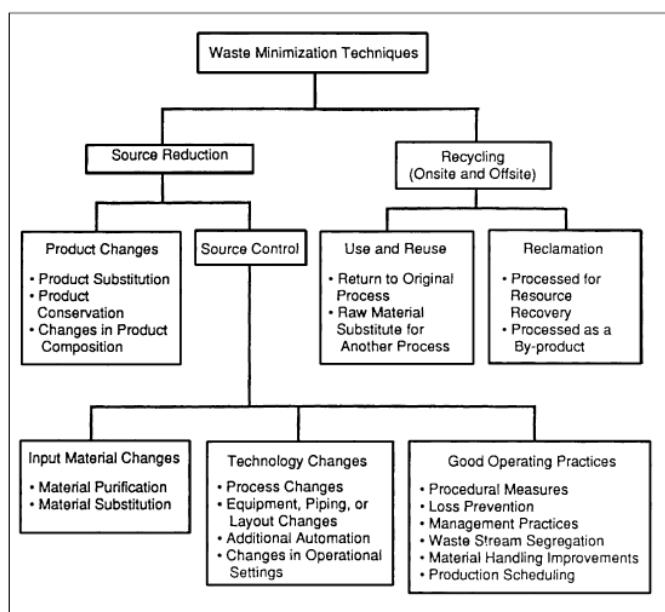 Waste Minimization Techniques
Source Reduction
Recycling
(Onsite and Offsite)
Product Changes
• Product Substitution
• Product
Conservation
• Changes in Product
Composition
Source Control
Use and Reuse
• Return to Original
Process
• Raw Material
Substitute for
Another Process
Reclamation
• Processed for
Resource
Recovery
• Processed as a
By-product
Input Material Changes
• Material Purification
• Material Substitution
Technology Changes
• Process Changes
• Equipment, Piping, or
Layout Changes
• Additional Automation
• Changes in Operational
Settings
Good Operating Practices
• Procedural Measures
• Loss Prevention
• Management Practices
• Waste Stream Segregation
• Material Handling Improvements
• Production Scheduling